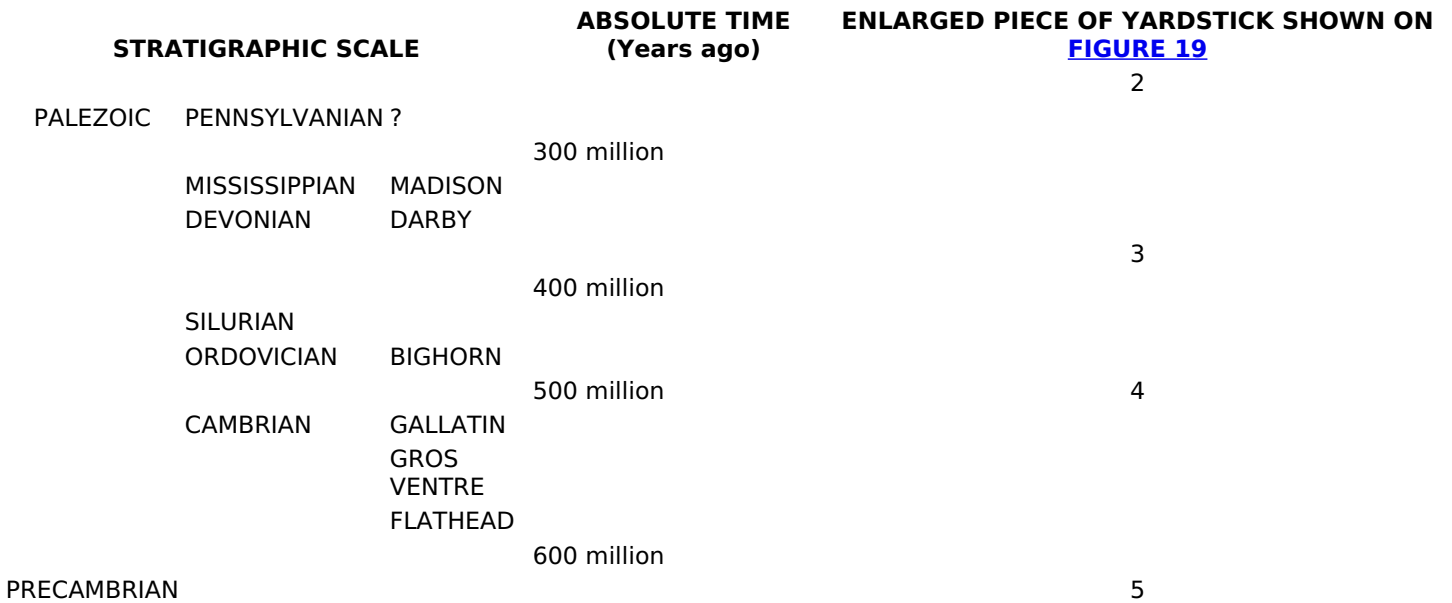 ABSOLUTE TIME ENLARGED PIECE OF YARDSTICK SHOWN ON
STRATIGRAPHIC SCALE (Years ago) FIGURE 19
2
PALEZOIC PENNSYLVANIAN ?
300 million
MISSISSIPPIAN MADISON
DEVONIAN DARBY
3
400 million
SILURIAN
ORDOVICIAN BIGHORN
500 million 4
CAMBRIAN GALLATIN
GROS
VENTRE
FLATHEAD
600 million
PRECAMBRIAN 5